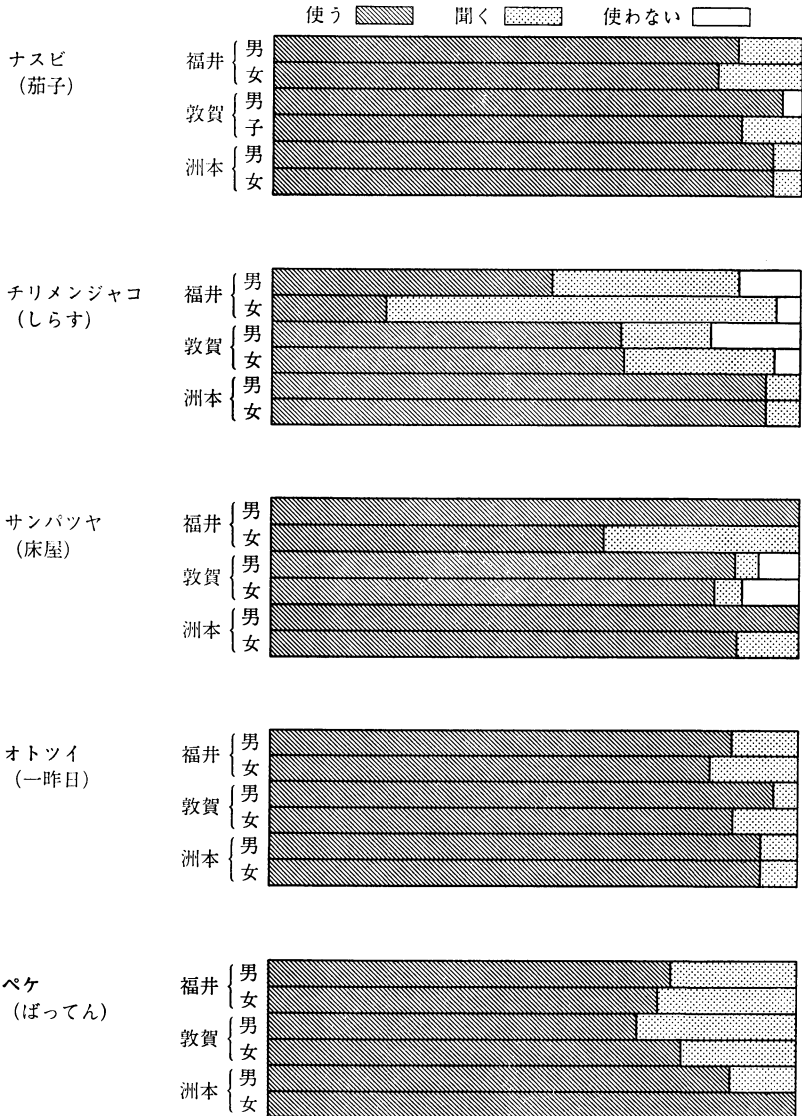 使う 聞く 使わない
ナスビ
(茄子)
福井 男
女
敦賀 男
子
洲本 男
女
チリメンジャコ
(しらす)
福井 男
女
敦賀 男
女
洲本 男
女
サンパツヤ
(床屋)
福井 男
女
敦賀 男
女
洲本 男
女
オトツイ
(一昨日)
福井 男
女
敦賀 男
女
洲本 男
女
ペケ
(ばってん)
福井 男
女
敦賀 男
女
洲本 男
女